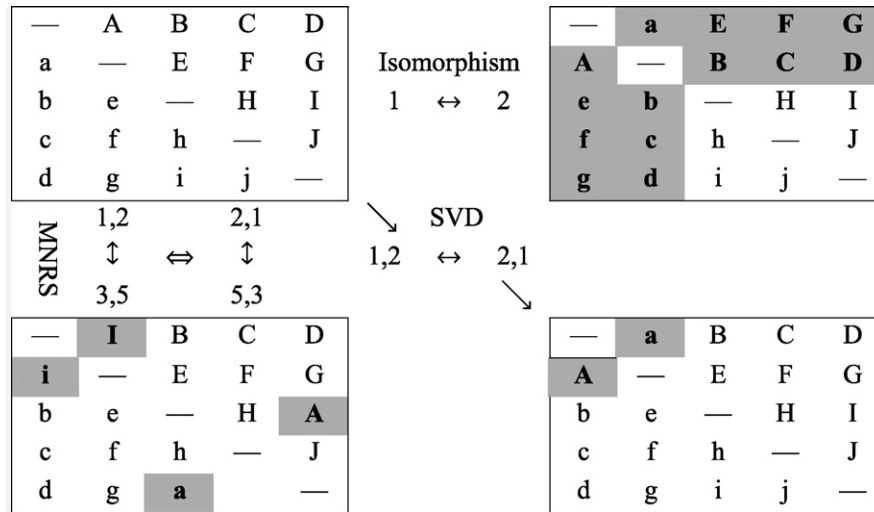 — A B C D
a — E F G
b e — H I
c f h — J
d g i j —
Isomorphism
1 ↔ 2
— a E F G
A — B C D
e b — H I
f c h — J
g d i j —
MNRS
1,2 2,1
↕ ⇔ ↕
3,5 5,3
↘ SVD
1,2 ↔ 2,1
↘
— I B C D
i — E F G
b e — H A
c f h — J
d g a —
— a B C D
A — E F G
b e — H I
c f h — J
d g i j —